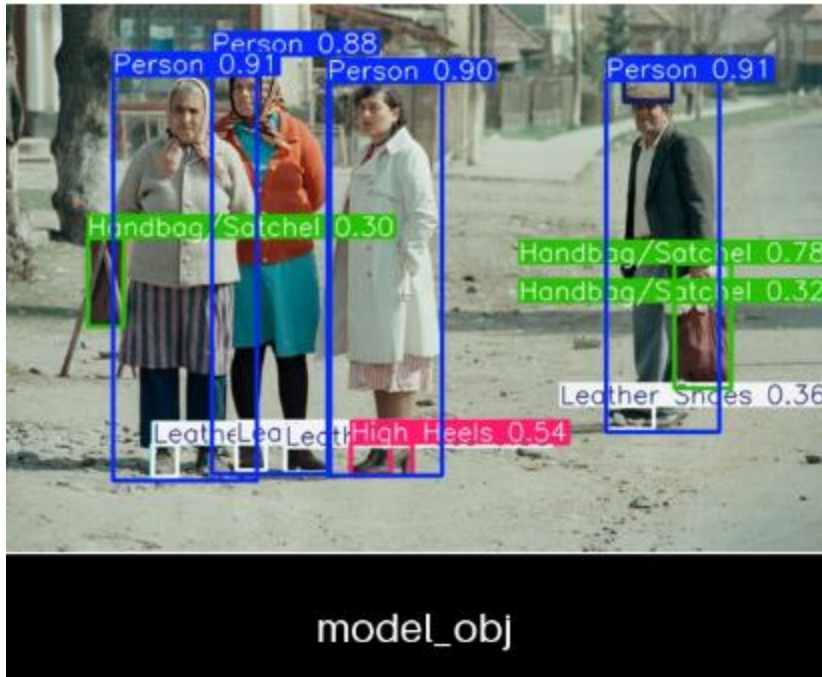 Person 0.88
Person 0.91
Person 0.90
Person 0.91
Handbag/Satchel 0.30
Handbag/Satchel 0.78
Handbag/Satchel 0.32
Leather Shoes 0.36
Leathe
Lea
Leath
High Heels 0.54
model_obj